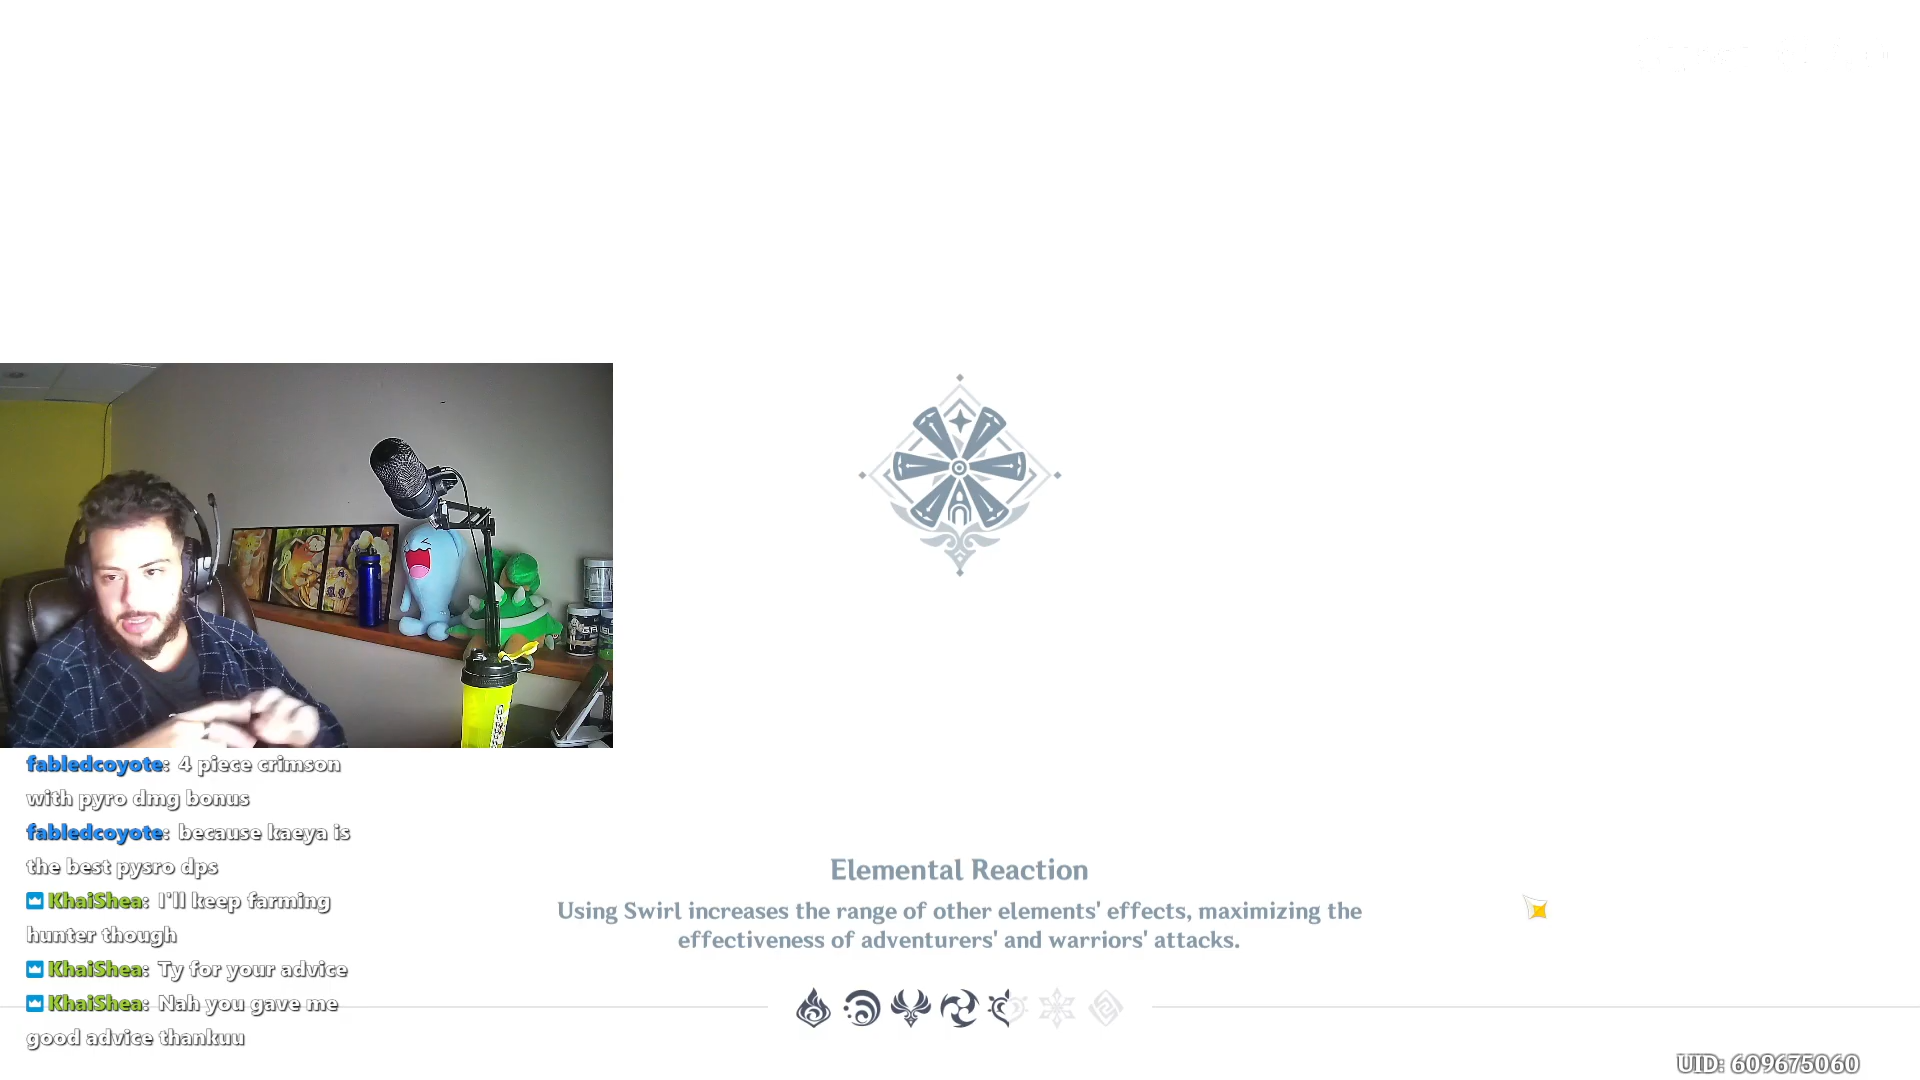 fabledcoyote: 4 piece crimson
with pyro dmg bonus
fabledcoyote: because kaeya is
the best pysro dps
KhaiShea: I'll keep farming
hunter though
KhaiShea: Ty for your advice
KhaiShea: Nah you gave me
good advice thankuu
Elemental Reaction
Using Swirl increases the range of other elements' effects, maximizing the
effectiveness of adventurers' and warriors' attacks.
UID: 609675060